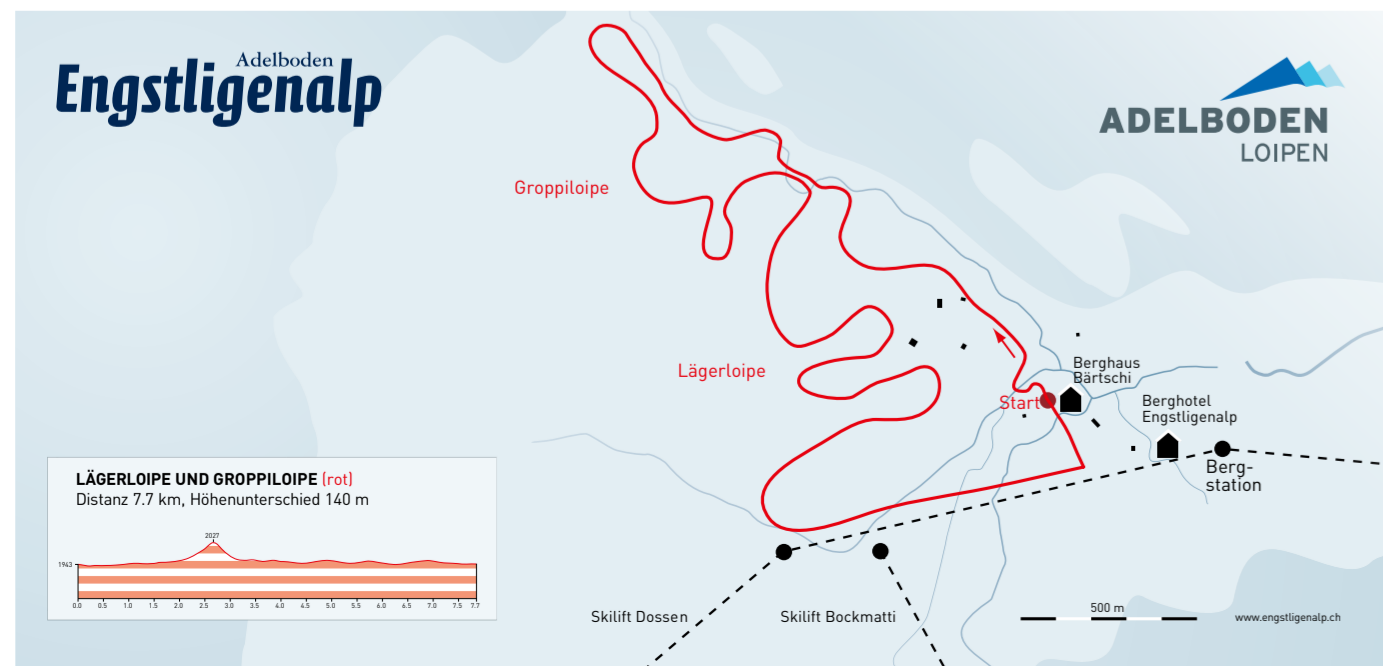 Adelboden
Engstligenalp
ADELBODEN
LOIPEN
Groppiloipe
Lägerloipe
Berghaus
Bärtschi
Start
Berghotel
Engstligenalp
Berg-
station
LÄGERLOIPE UND GROPPILOIPE (rot)
Distanz 7.7 km, Höhenunterschied 140 m
2027
1943
0.0 0.5 1.0 1.5 2.0 2.5 3.0 3.5 4.0 4.5 5.0 5.5 6.0 6.5 7.0 7.5 7.7
Skilift Dossen
Skilift Bockmatti
500 m
www.engstligenalp.ch